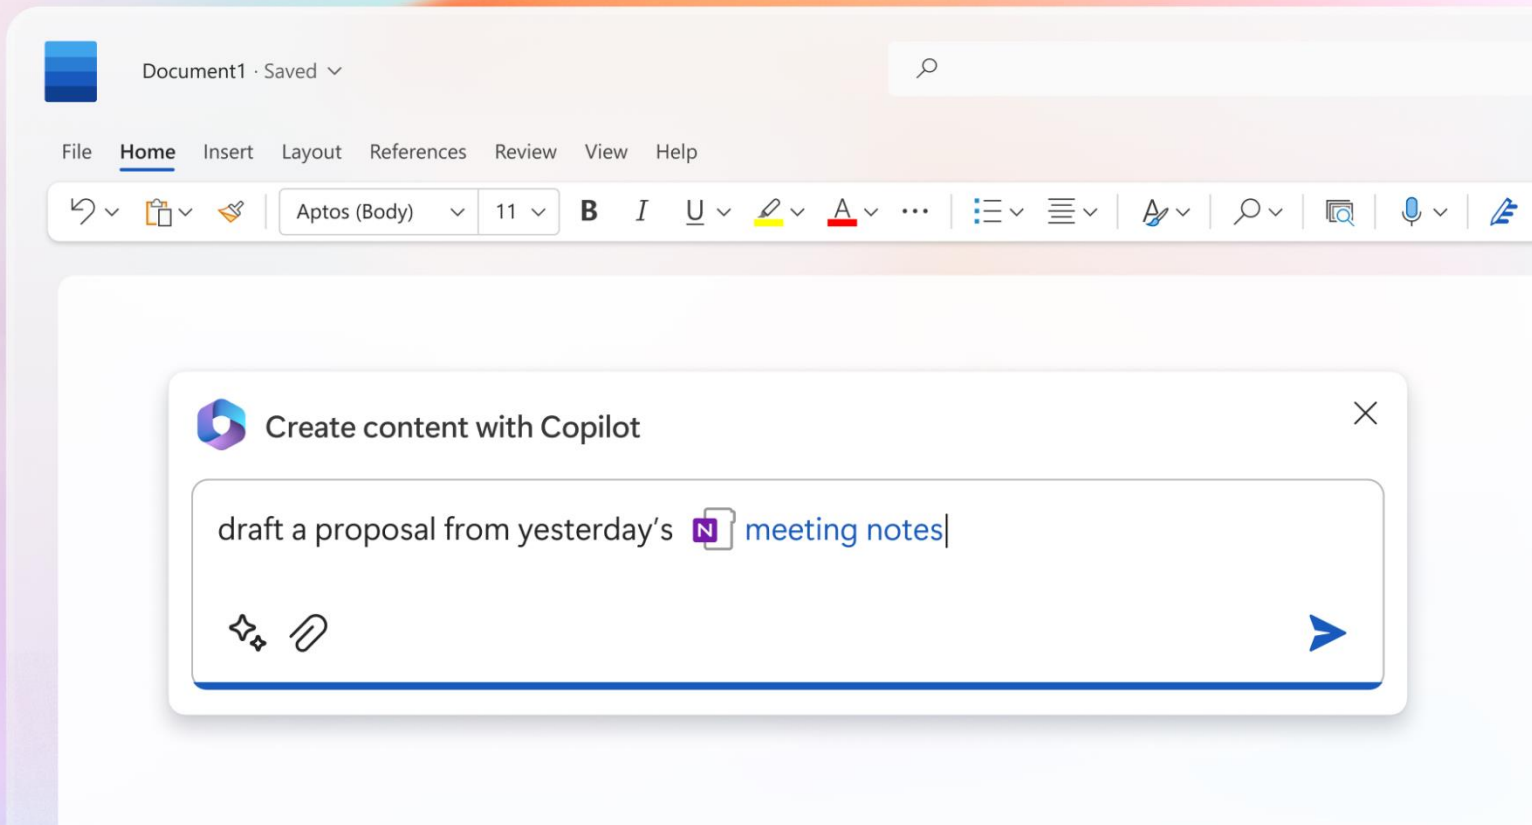 Document1 · Saved
File Home Insert Layout References Review View Help
Aptos (Body) 11 B I U A A
Create content with Copilot
draft a proposal from yesterday’s N meeting notes